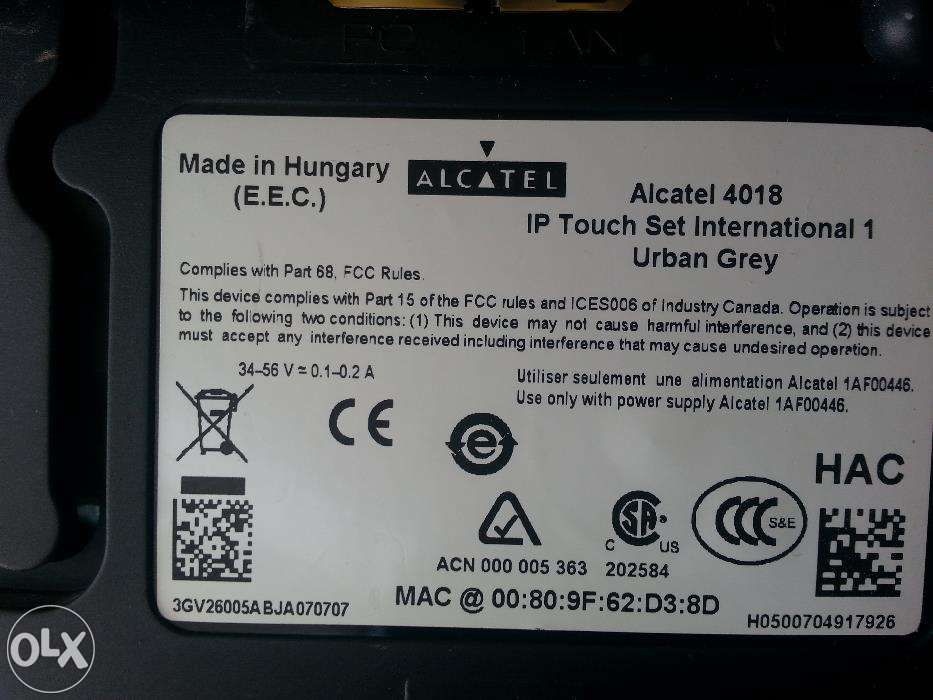 PC LAN
Made in Hungary
(E.E.C.)
ALCATEL
Alcatel 4018
IP Touch Set International 1
Urban Grey
Complies with Part 68, FCC Rules.
This device complies with Part 15 of the FCC rules and ICES006 of Industry Canada. Operation is subject
to the following two conditions: (1) This device may not cause harmful interference, and (2) this device
must accept any interference received including interference that may cause undesired operation.
34–56 V = 0.1–0.2 A
Utiliser seulement une alimentation Alcatel 1AF00446.
Use only with power supply Alcatel 1AF00446.
CE
e
HAC
SA
C US
CCC S&E
ACN 000 005 363 202584
3GV26005ABJA070707
MAC @ 00:80:9F:62:D3:8D
H0500704917926
OLX